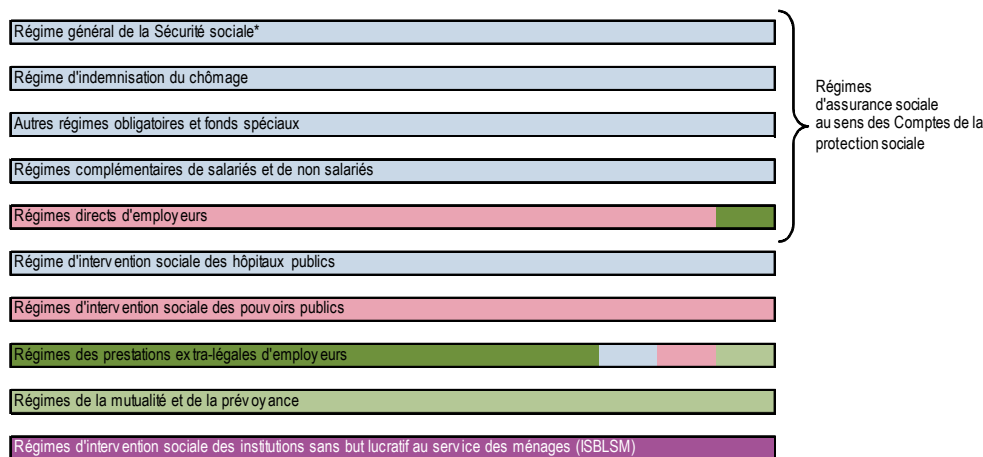 Régime général de la Sécurité sociale*
Régime d'indemnisation du chômage
Autres régimes obligatoires et fonds spéciaux
Régimes complémentaires de salariés et de non salariés
Régimes directs d'employeurs
Régimes
d'assurance sociale
au sens des Comptes de la
protection sociale
Régime d'intervention sociale des hôpitaux publics
Régimes d'intervention sociale des pouvoirs publics
Régimes des prestations extra-légales d'employeurs
Régimes de la mutualité et de la prévoyance
Régimes d'intervention sociale des institutions sans but lucratif au service des ménages (ISBLSM)